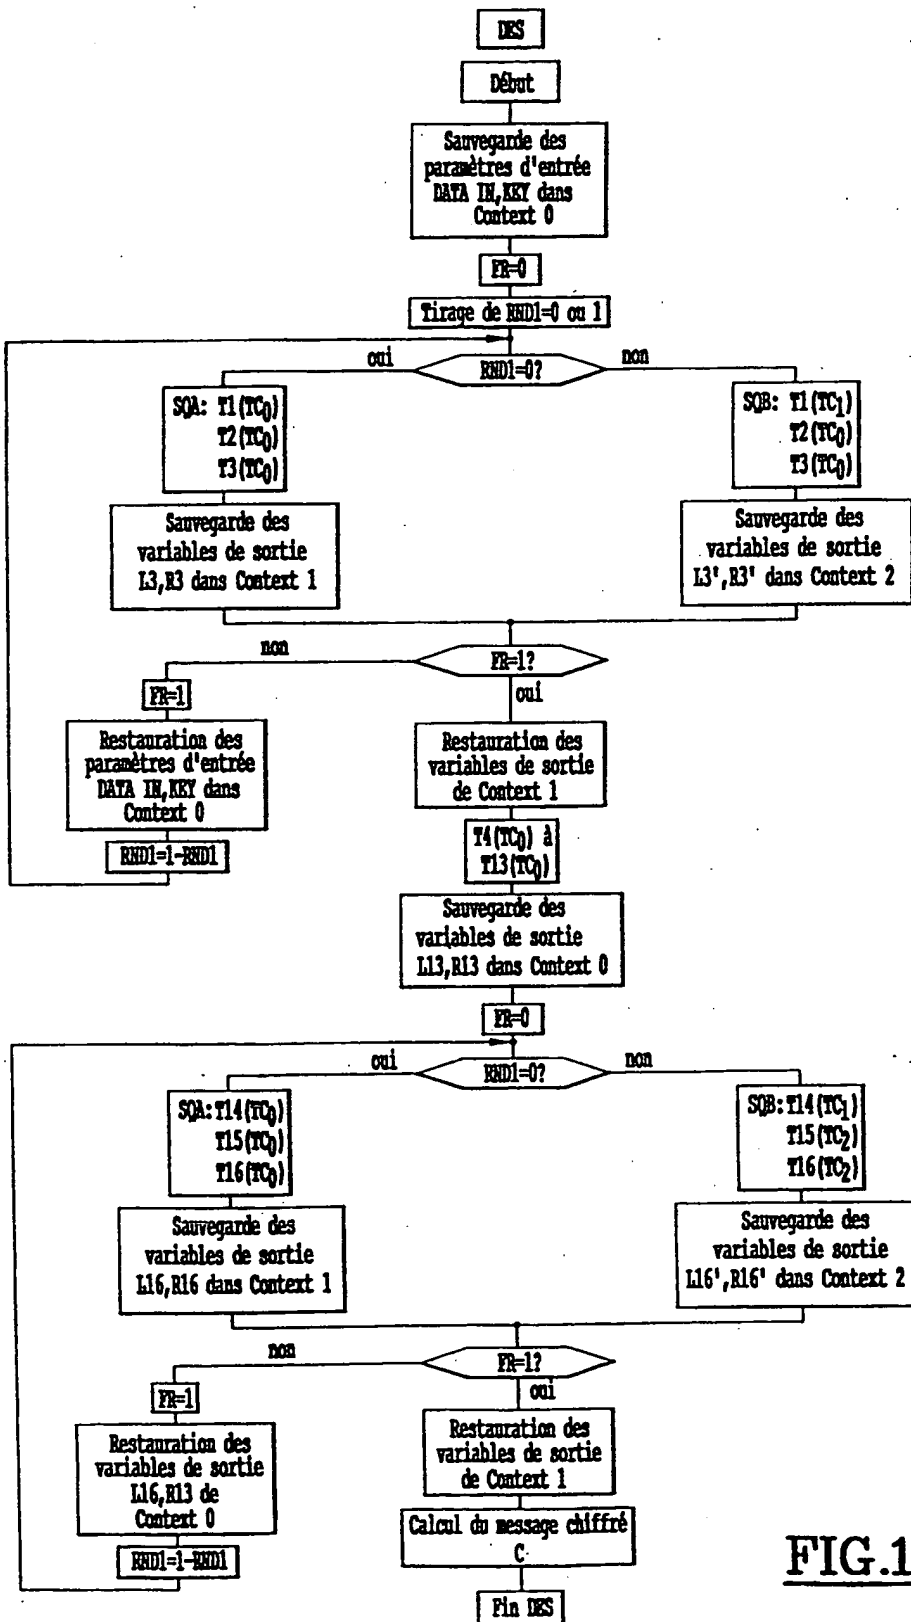 DES
Début
Sauvegarde des
paramètres d'entrée
DATA IN,KEY dans
Context 0
FR=0
Tirage de RND1=0 ou 1
oui
RND1=0?
non
SQA: T1(TC0)
T2(TC0)
T3(TC0)
SQB: T1(TC1)
T2(TC0)
T3(TC0)
Sauvegarde des
variables de sortie
L3,R3 dans Context 1
Sauvegarde des
variables de sortie
L3',R3' dans Context 2
non
FR=1?
oui
FR=1
Restauration des
paramètres d'entrée
DATA IN,KEY dans
Context 0
RND1=1-RND1
Restauration des
variables de sortie
de Context 1
T4(TC0) à
T13(TC0)
Sauvegarde des
variables de sortie
L13,R13 dans Context 0
FR=0
oui
RND1=0?
non
SQA:T14(TC0)
T15(TC0)
T16(TC0)
SQB:T14(TC1)
T15(TC2)
T16(TC2)
Sauvegarde des
variables de sortie
L16,R16 dans Context 1
Sauvegarde des
variables de sortie
L16',R16' dans Context 2
non
FR=1?
oui
FR=1
Restauration des
variables de sortie
L16,R13 de
Context 0
RND1=1-RND1
Restauration des
variables de sortie
de Context 1
Calcul du message chiffré
C
Fin DES
FIG.1